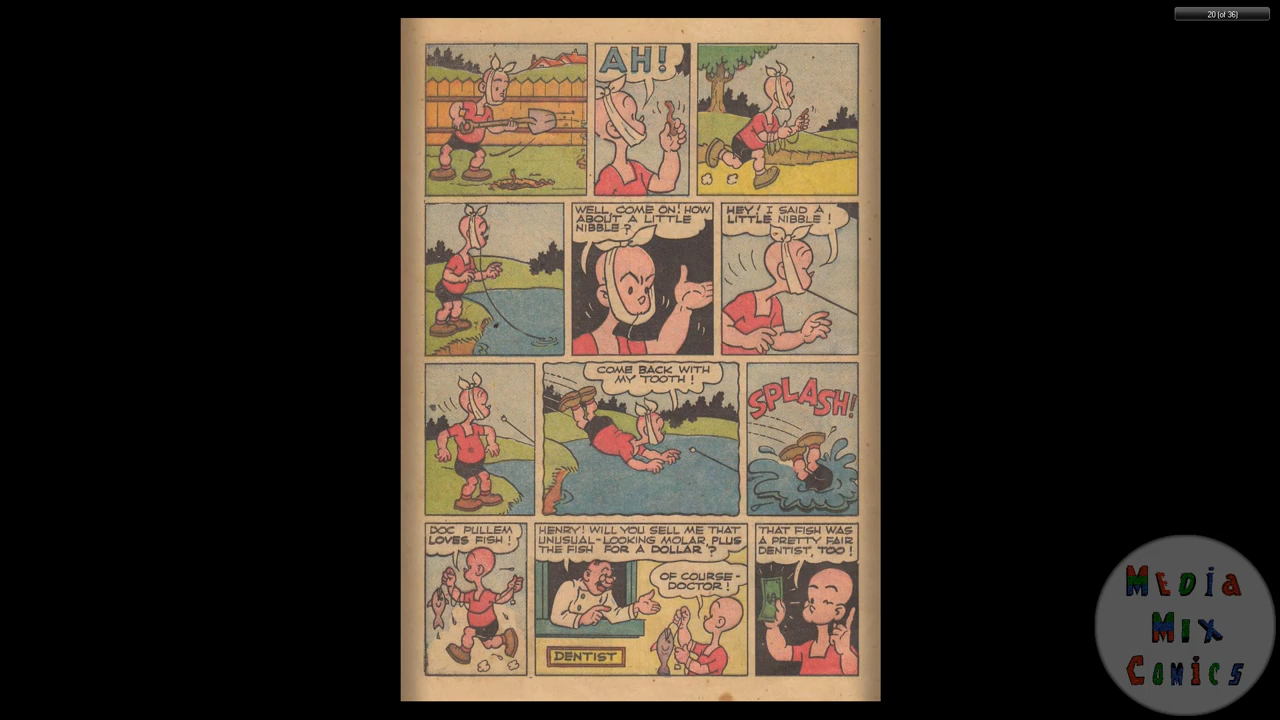 20 (of 36)
AH!
WELL, COME ON! HOW
ABOUT A LITTLE
NIBBLE?
HEY! I SAID A
LITTLE NIBBLE!
COME BACK WITH
MY TOOTH!
SPLASH!
DOC PULLEM
LOVES FISH!
HENRY! WILL YOU SELL ME THAT
UNUSUAL-LOOKING MOLAR PLUS
THE FISH FOR A DOLLAR?
OF COURSE-
DOCTOR!
DENTIST
THAT FISH WAS
A PRETTY FAIR
DENTIST, TOO!
MEDiA
MiX
COMiCS